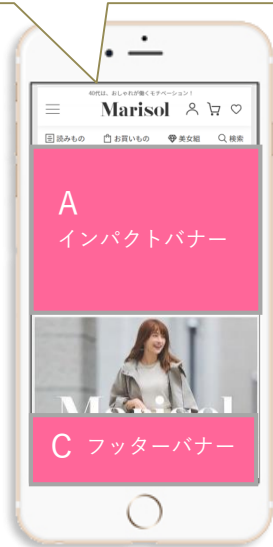 40代は、おしゃれが働くモチベーション！
Marisol
読みもの お買いもの 美女組 検索
A
インパクトバナー
Marisol
C フッターバナー